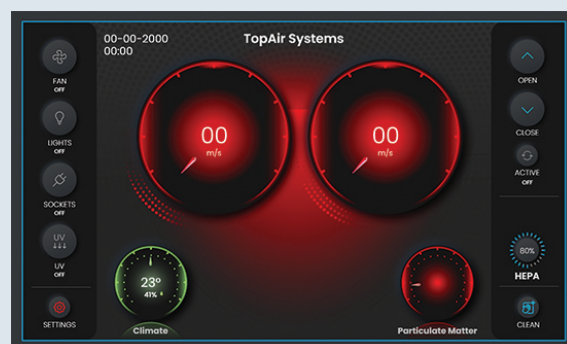 00-00-2000
00:00
TopAir Systems
FAN
OFF
LIGHTS
OFF
SOCKETS
OFF
UV
UV
OFF
SETTINGS
00
m/s
00
m/s
23°
41%
Climate
Particulate Matter
OPEN
CLOSE
ACTIVE
OFF
80%
HEPA
CLEAN